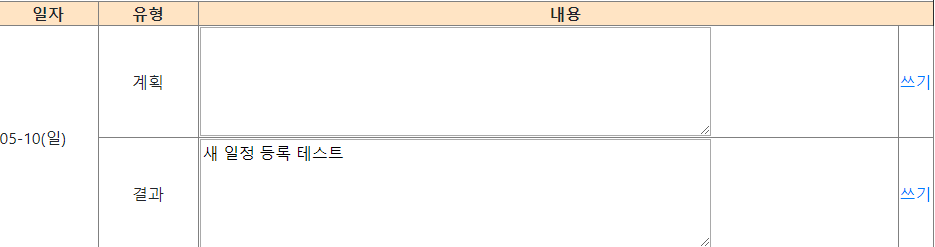 일자 유형 내용
계획 쓰기
05-10(일)
새 일정 등록 테스트
결과 쓰기